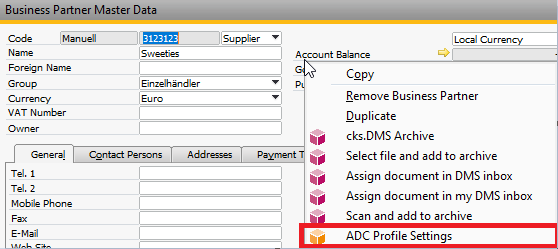 Business Partner Master Data
Code Manuell 3123123 Supplier Local Currency
Name Sweeties Account Balance
Foreign Name
Group Einzelhändler
Currency Euro
VAT Number
Owner
General Contact Persons Addresses Payment T
Tel. 1
Tel. 2
Mobile Phone
Fax
E-Mail
Copy
Remove Business Partner
Duplicate
cks.DMS Archive
Select file and add to archive
Assign document in DMS inbox
Assign document in my DMS inbox
Scan and add to archive
ADC Profile Settings